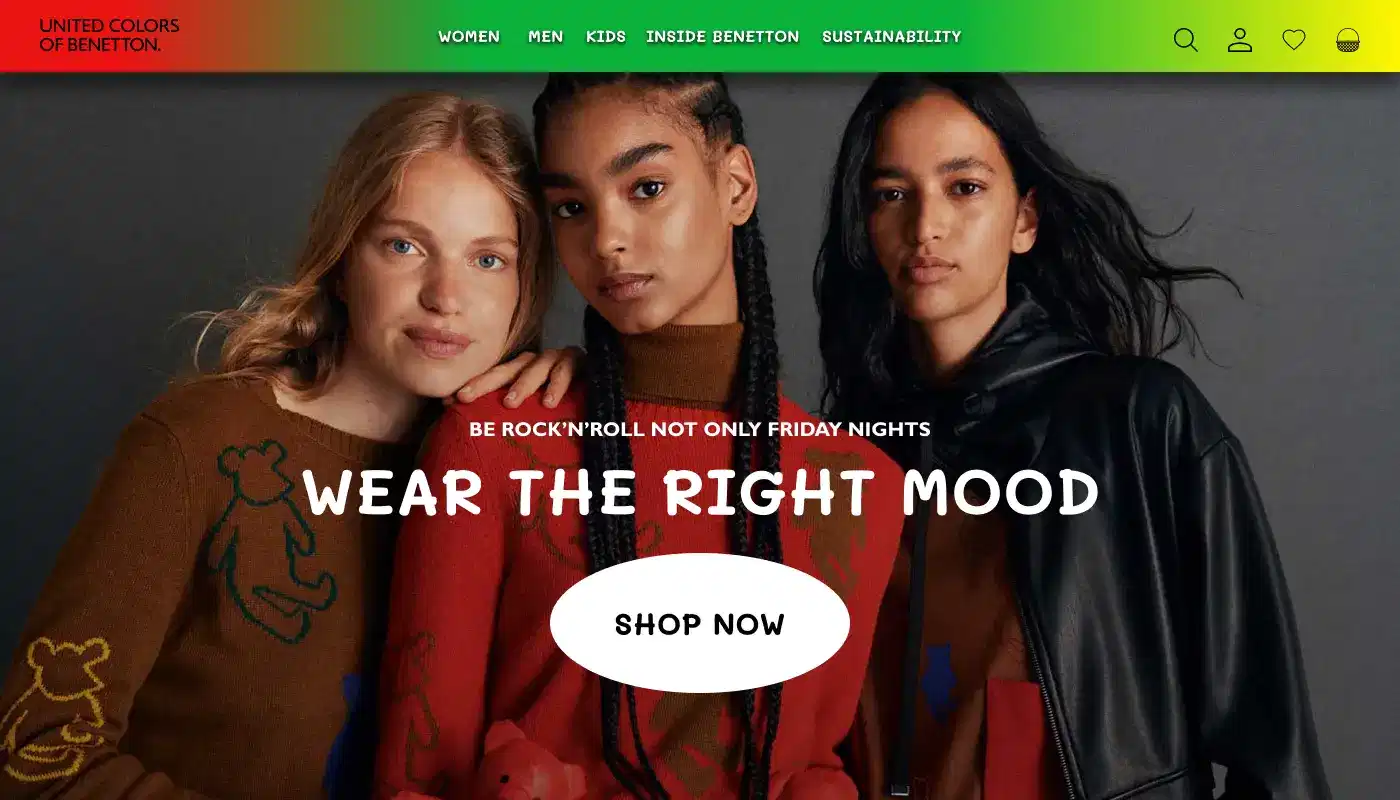 UNITED COLORS
OF BENETTON.
WOMEN MEN KIDS INSIDE BENETTON SUSTAINABILITY
BE ROCK’N’ROLL NOT ONLY FRIDAY NIGHTS
WEAR THE RIGHT MOOD
SHOP NOW